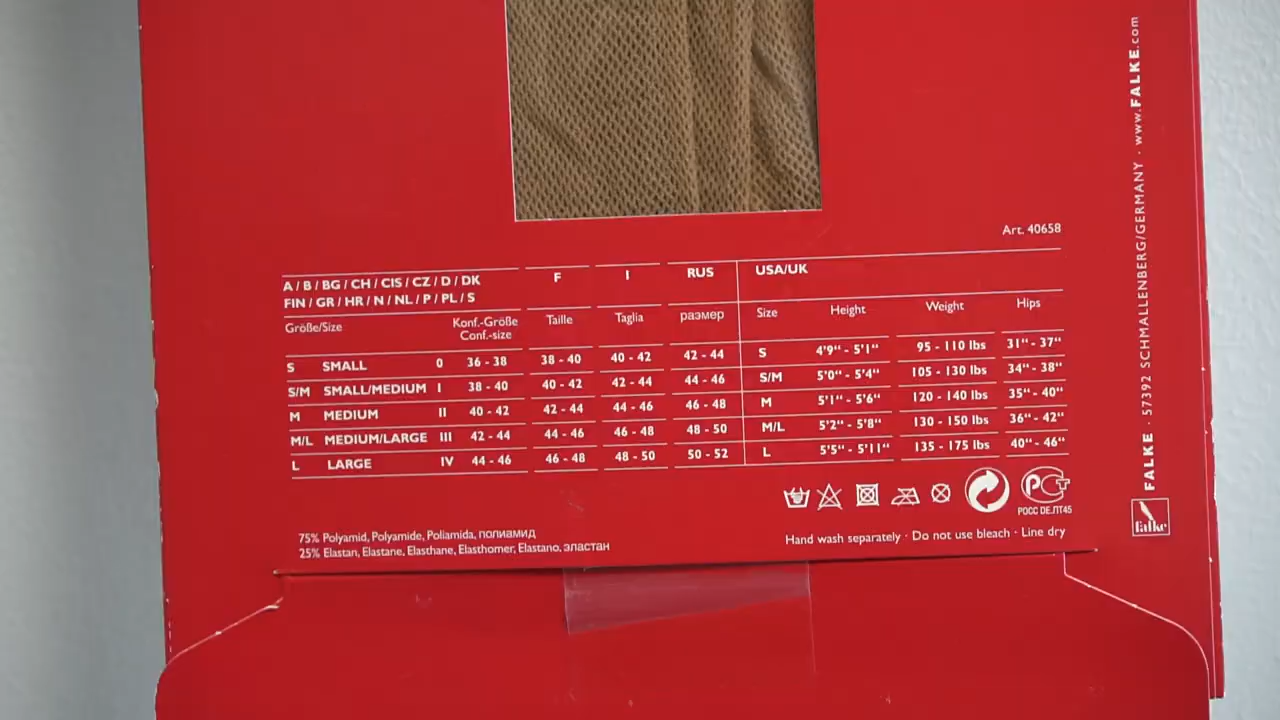 Art. 40658
A / B / BG / CH / CIS / CZ / D / DK F I RUS USA/UK
FIN / GR / HR / N / NL / P / PL / S
Größe/Size Konf.-Größe Taille Taglia размер Size Height Weight Hips
Conf.-size
S SMALL 0 36 - 38 38 - 40 40 - 42 42 - 44 S 4'9“ - 5'1“ 95 - 110 lbs 31“ - 37“
S/M SMALL/MEDIUM I 38 - 40 40 - 42 42 - 44 44 - 46 S/M 5'0“ - 5'4“ 105 - 130 lbs 34“ - 38“
M MEDIUM II 40 - 42 42 - 44 44 - 46 46 - 48 M 5'1“ - 5'6“ 120 - 140 lbs 35“ - 40“
M/L MEDIUM/LARGE III 42 - 44 44 - 46 46 - 48 48 - 50 M/L 5'2“ - 5'8“ 130 - 150 lbs 36“ - 42“
L LARGE IV 44 - 46 46 - 48 48 - 50 50 - 52 L 5'5“ - 5'11“ 135 - 175 lbs 40“ - 46“
РСТ
РОСС DE.ПТ45
75% Polyamid, Polyamide, Poliamida, полиамид
25% Elastan, Elastane, Elasthane, Elasthomer, Elastano, эластан
Hand wash separately · Do not use bleach · Line dry
FALKE · 57392 SCHMALLENBERG/GERMANY · www.FALKE.com
Falke